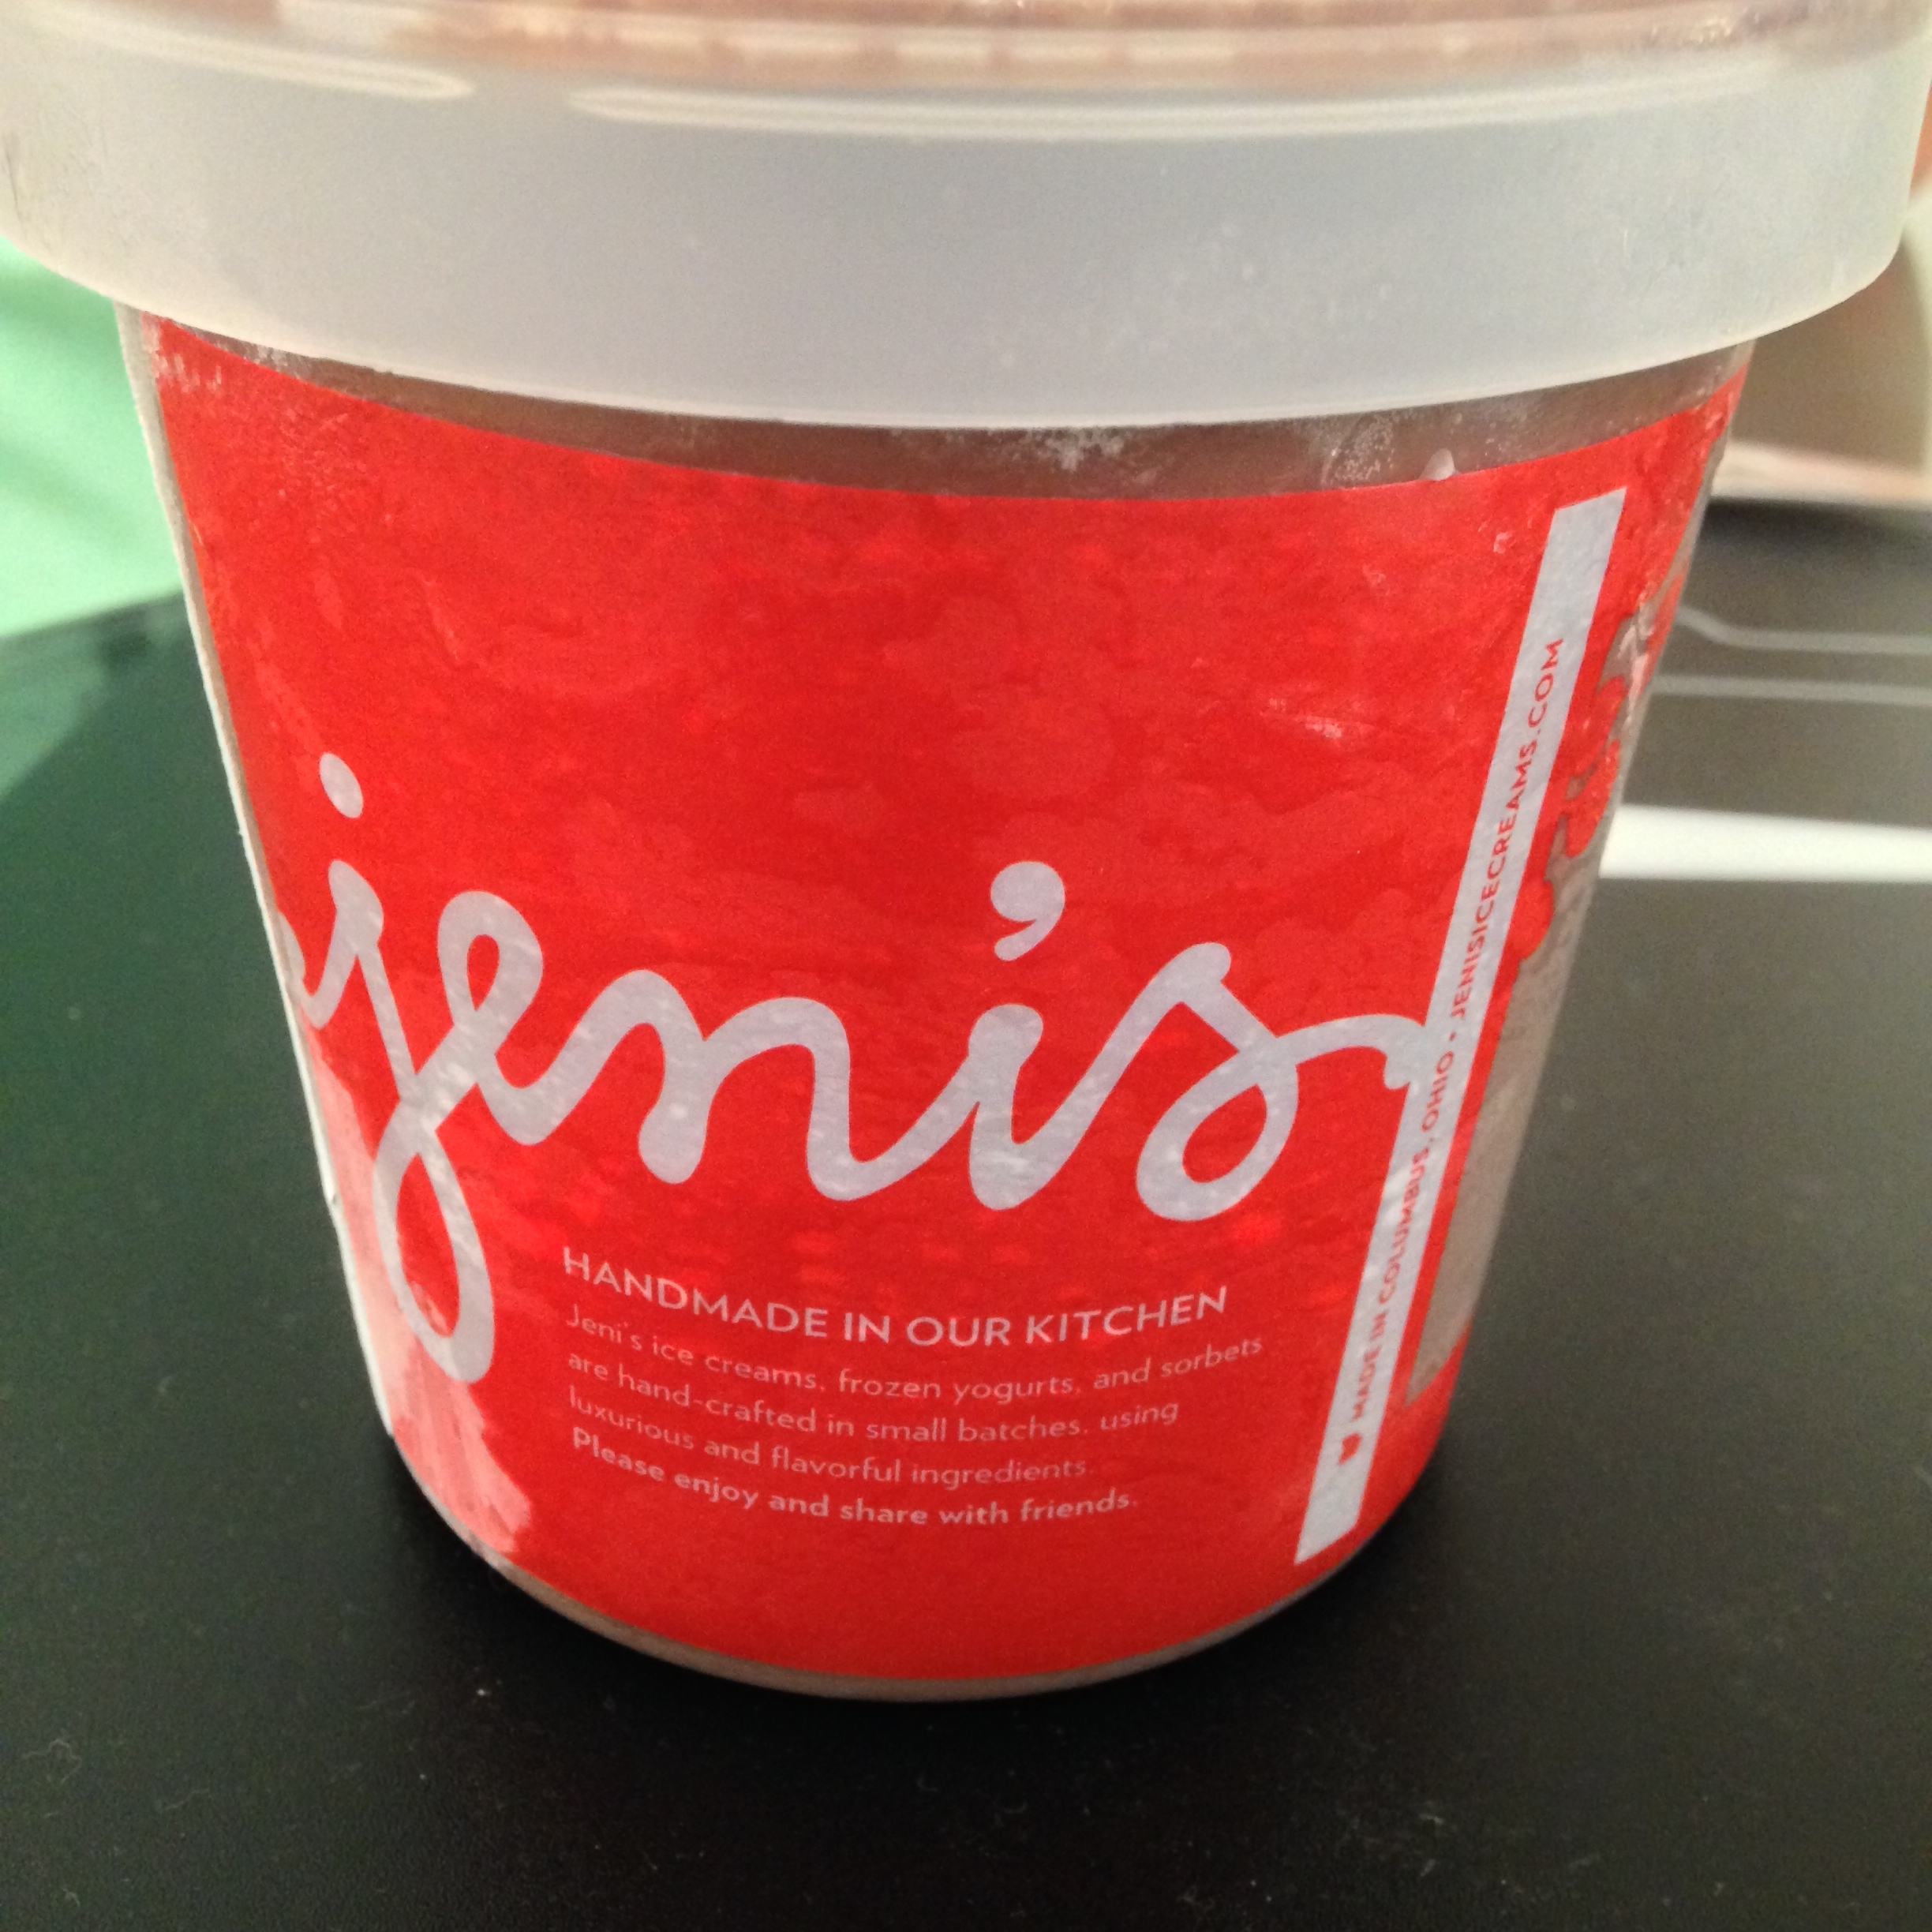 jeni's
HANDMADE IN OUR KITCHEN
Jeni's ice creams, frozen yogurts, and sorbets
are hand-crafted in small batches, using
luxurious and flavorful ingredients.
Please enjoy and share with friends.
MADE IN COLUMBUS, OHIO • JENISICECREAMS.COM